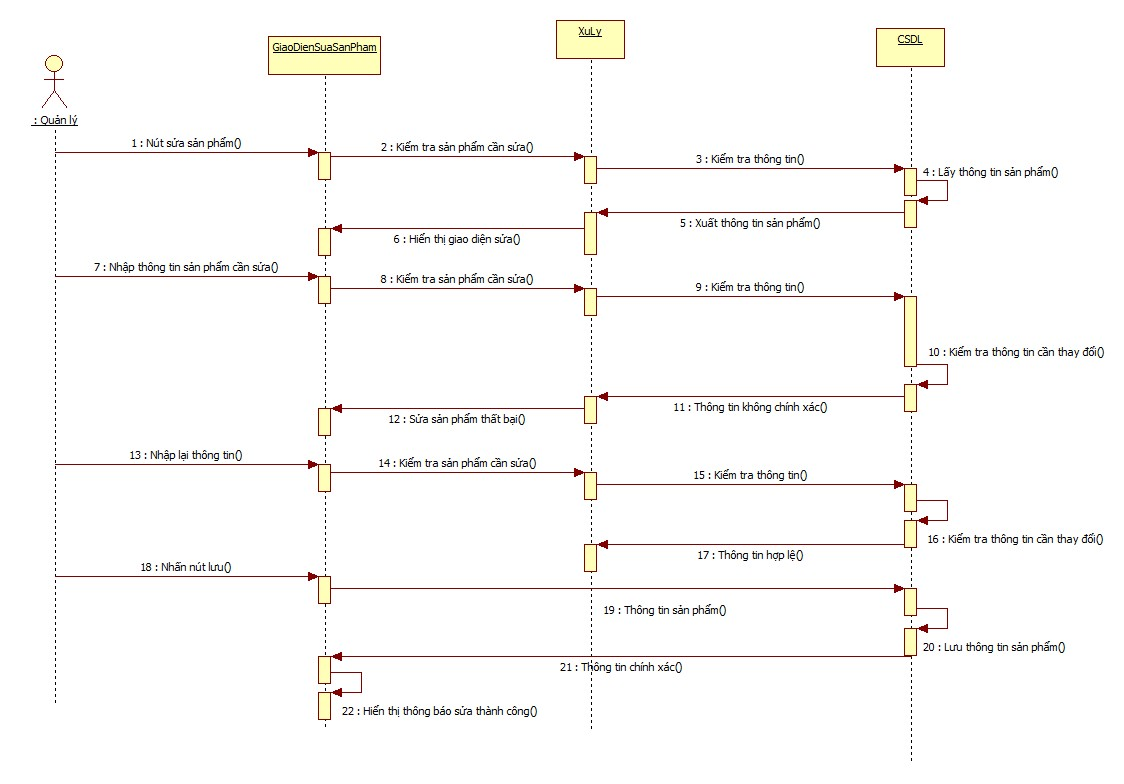 XuLy
CSDL
GiaoDienSuaSanPham
: Quản lý
1 : Nút sửa sản phẩm()
2 : Kiểm tra sản phẩm cần sửa()
3 : Kiểm tra thông tin()
4 : Lấy thông tin sản phẩm()
5 : Xuất thông tin sản phẩm()
6 : Hiển thị giao diện sửa()
7 : Nhập thông tin sản phẩm cần sửa()
8 : Kiểm tra sản phẩm cần sửa()
9 : Kiểm tra thông tin()
10 : Kiểm tra thông tin cần thay đổi()
11 : Thông tin không chính xác()
12 : Sửa sản phẩm thất bại()
13 : Nhập lại thông tin()
14 : Kiểm tra sản phẩm cần sửa()
15 : Kiểm tra thông tin()
16 : Kiểm tra thông tin cần thay đổi()
17 : Thông tin hợp lệ()
18 : Nhấn nút lưu()
19 : Thông tin sản phẩm()
20 : Lưu thông tin sản phẩm()
21 : Thông tin chính xác()
22 : Hiển thị thông báo sửa thành công()